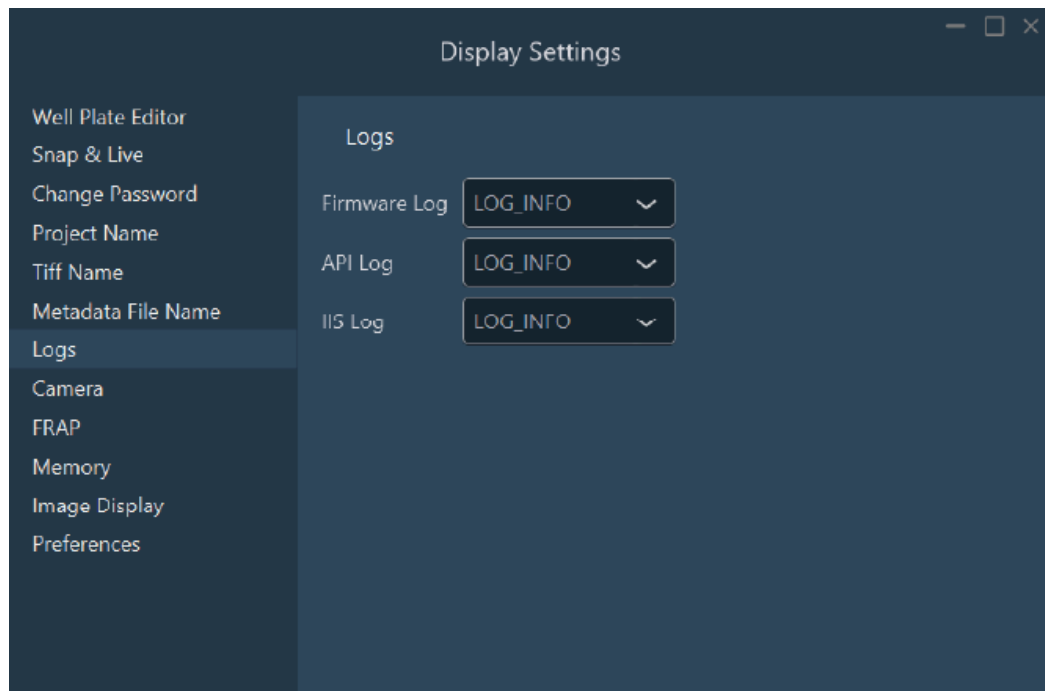 Display Settings
Well Plate Editor
Snap & Live
Change Password
Project Name
Tiff Name
Metadata File Name
Logs
Camera
FRAP
Memory
Image Display
Preferences
Logs
Firmware Log LOG_INFO
API Log LOG_INFO
IIS Log LOG_INFO